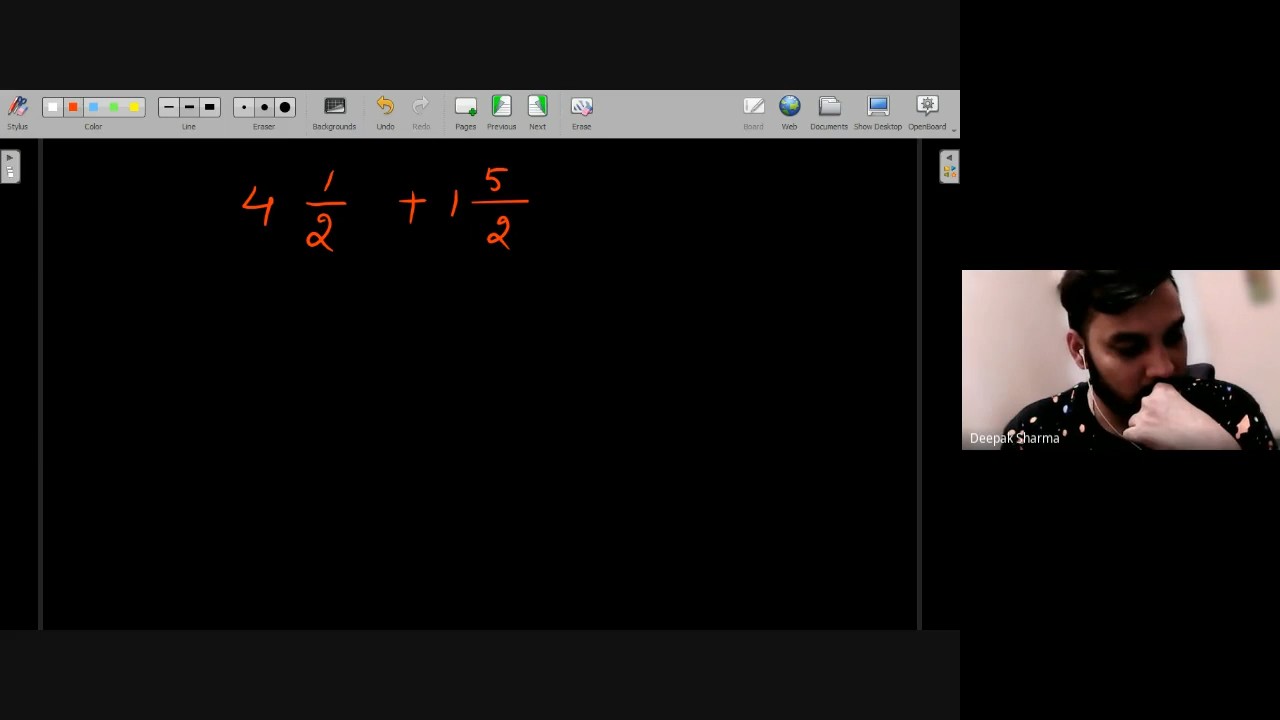 Stylus Color Line Eraser Backgrounds Undo Redo Pages Previous Next Erase Board Web Documents Show Desktop OpenBoard
4 1/2 + 1 5/2
Deepak Sharma